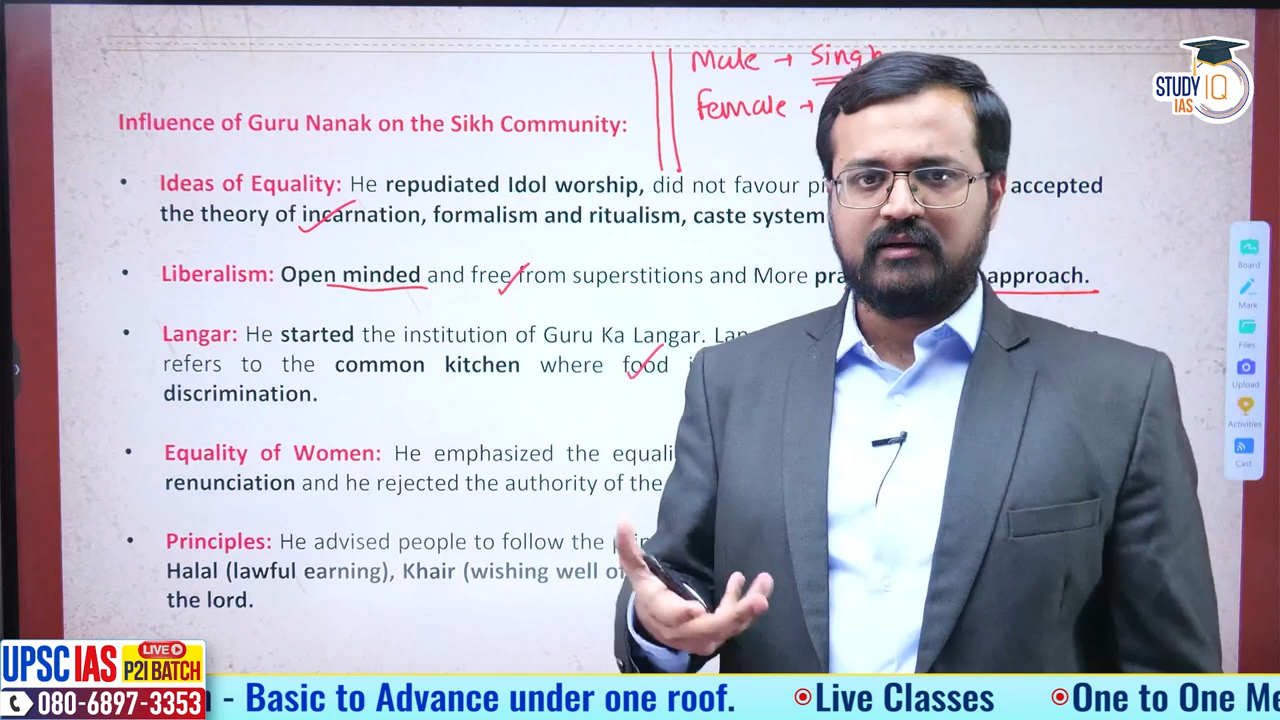 Male → Singh
Female →
STUDY IQ
IAS
Influence of Guru Nanak on the Sikh Community:
• Ideas of Equality: He repudiated Idol worship, did not favour accepted
the theory of incarnation, formalism and ritualism, caste system
• Liberalism: Open minded and free from superstitions and More approach.
• Langar: He started the institution of Guru Ka Langar.
refers to the common kitchen where food
discrimination.
• Equality of Women: He emphasized the
renunciation and he rejected the authority of the
• Principles: He advised people to follow the
Halal (lawful earning), Khair (wishing well
the lord.
Board
Mark
Files
Upload
Activities
Cast
UPSC IAS LIVE P2I BATCH
080-6897-3353
- Basic to Advance under one roof. Live Classes One to One